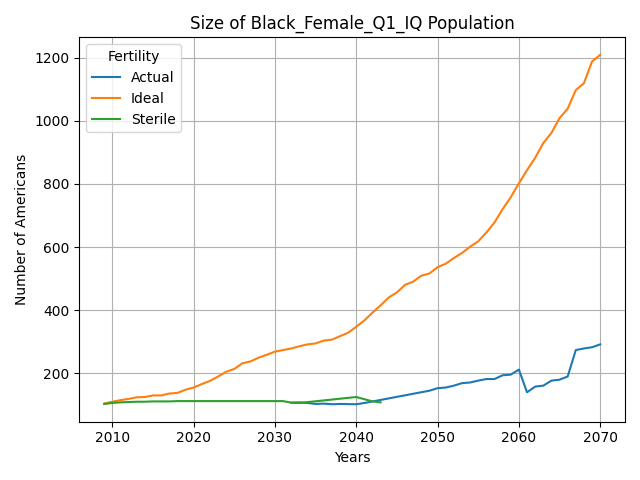 Size of Black_Female_Q1_IQ Population
Fertility
Actual
Ideal
Sterile
Number of Americans
1200
1000
800
600
400
200
2010 2020 2030 2040 2050 2060 2070
Years